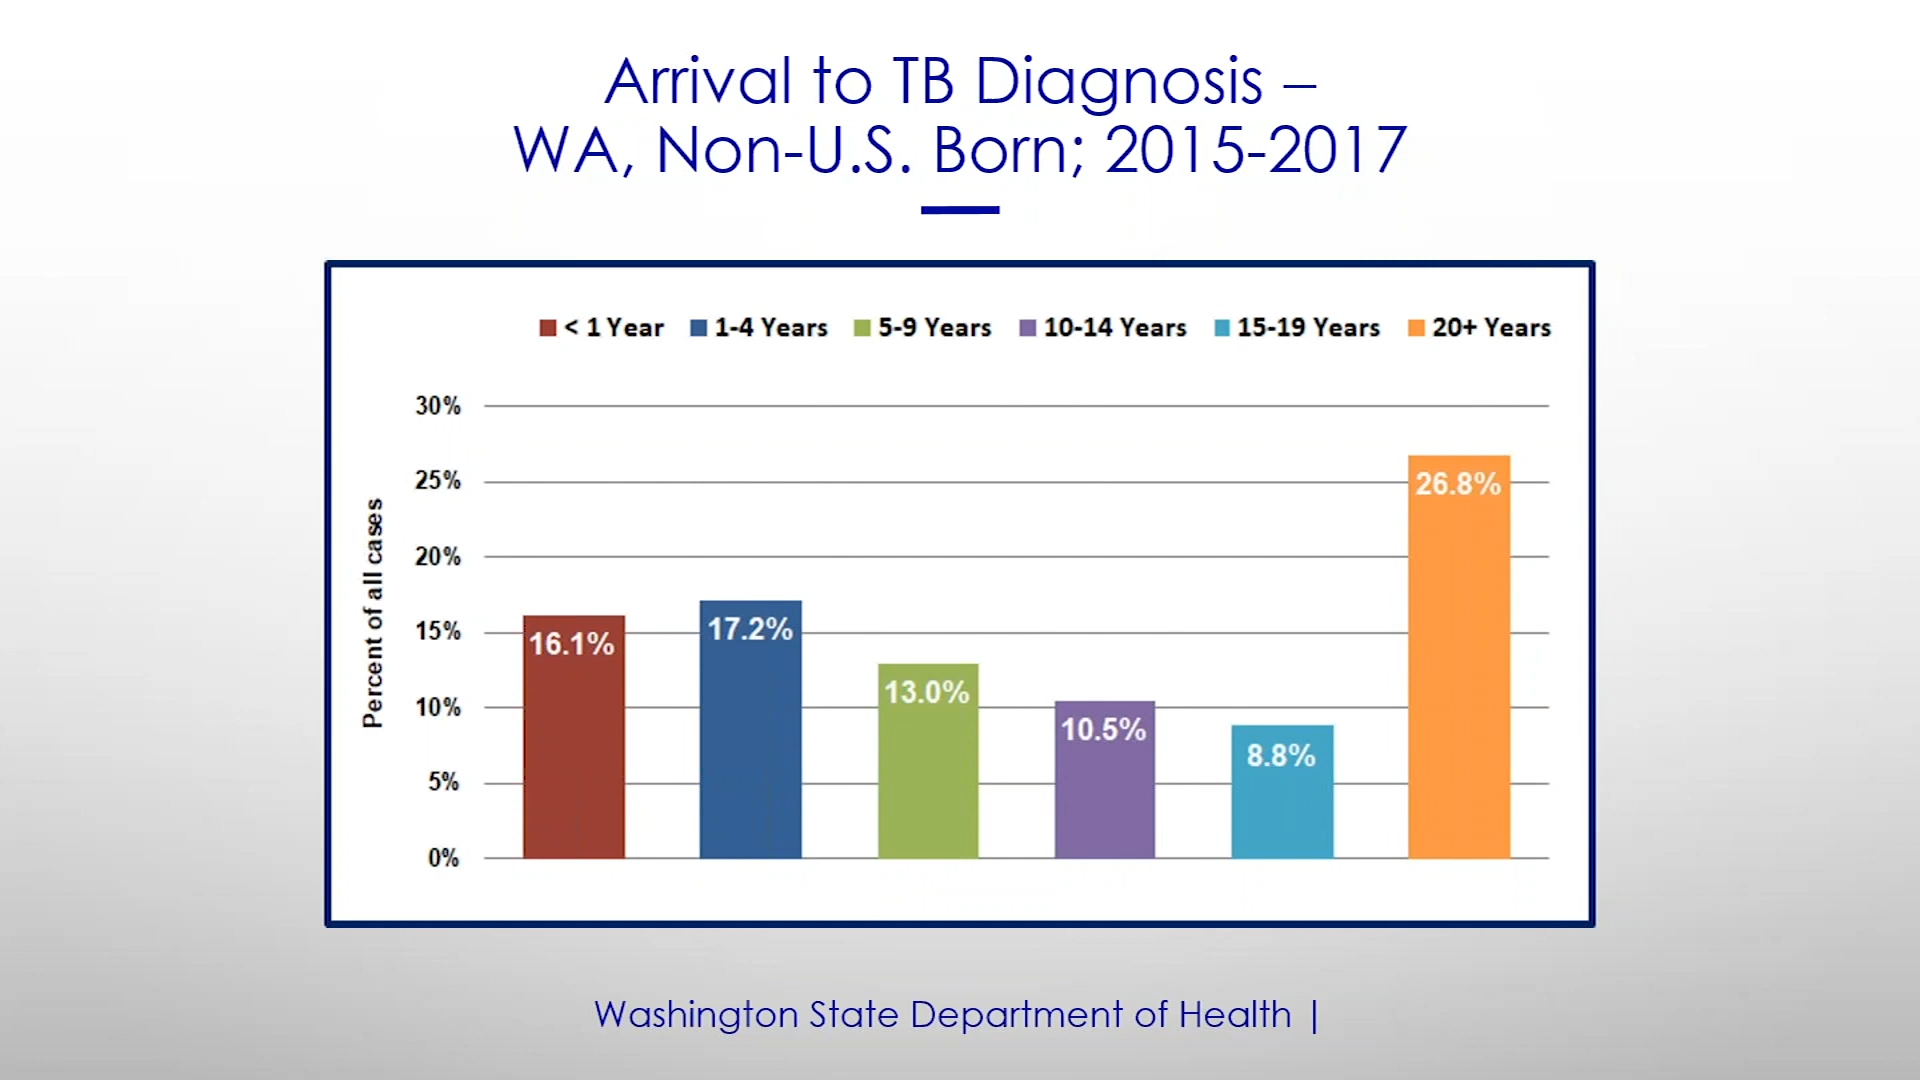 Arrival to TB Diagnosis –
WA, Non-U.S. Born; 2015-2017
< 1 Year 1-4 Years 5-9 Years 10-14 Years 15-19 Years 20+ Years
Percent of all cases
30%
25%
20%
15%
10%
5%
0%
16.1%
17.2%
13.0%
10.5%
8.8%
26.8%
Washington State Department of Health |